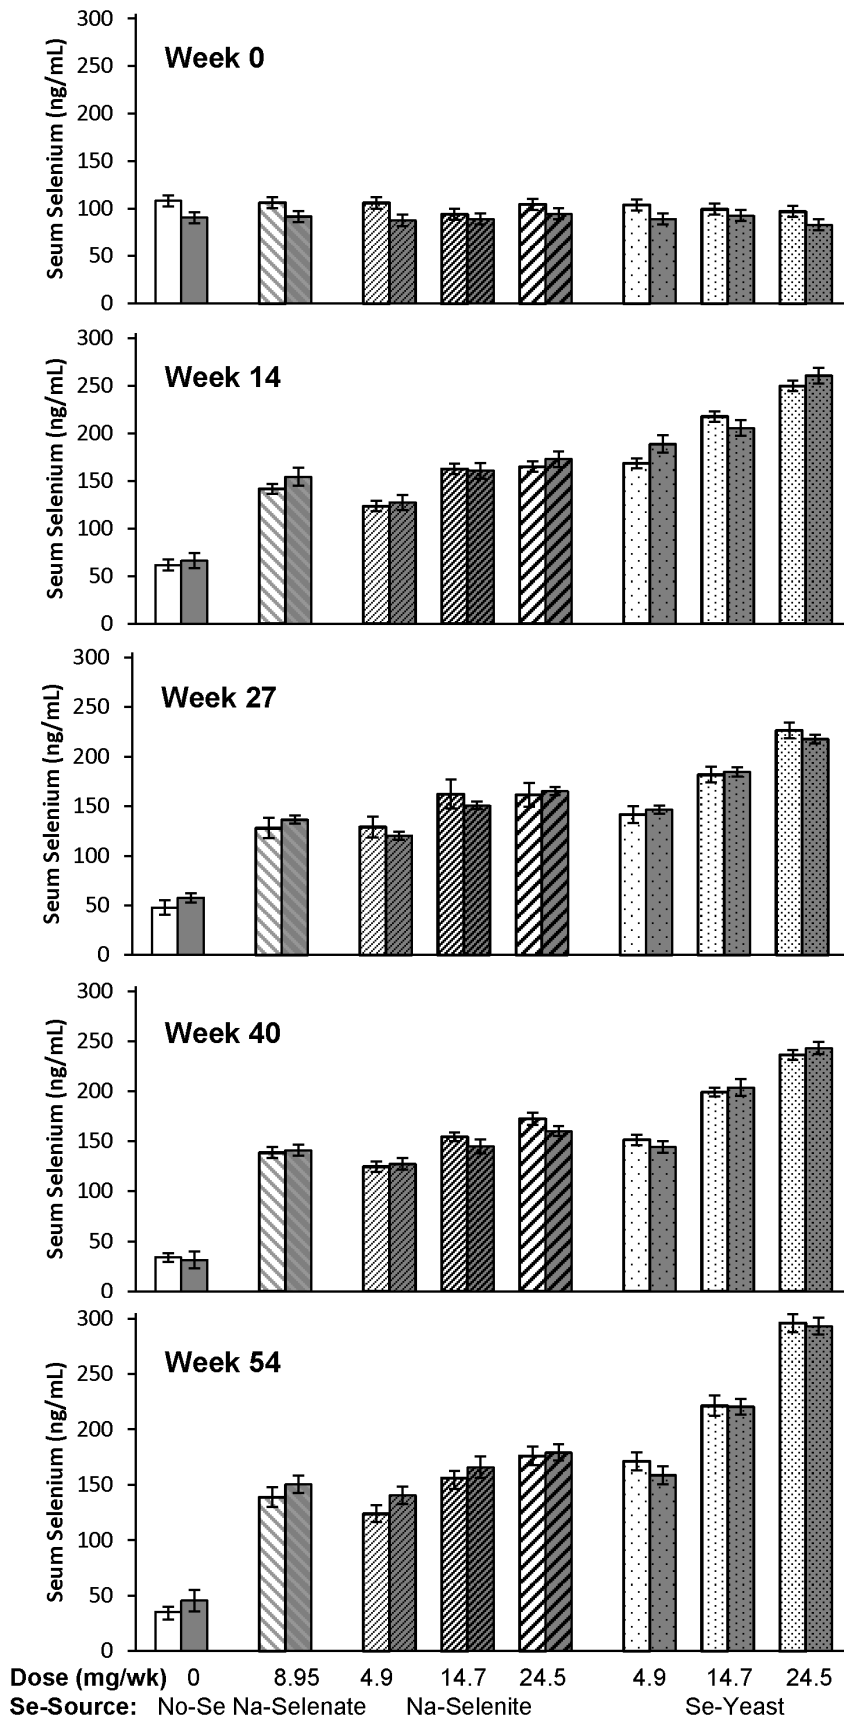 300
Week 0
250
200
150
100
50
0
Seum Selenium (ng/mL)
300
Week 14
250
200
150
100
50
0
Seum Selenium (ng/mL)
300
Week 27
250
200
150
100
50
0
Seum Selenium (ng/mL)
300
Week 40
250
200
150
100
50
0
Seum Selenium (ng/mL)
300
Week 54
250
200
150
100
50
0
Seum Selenium (ng/mL)
Dose (mg/wk) 0 8.95 4.9 14.7 24.5 4.9 14.7 24.5
Se-Source: No-Se Na-Selenate Na-Selenite Se-Yeast